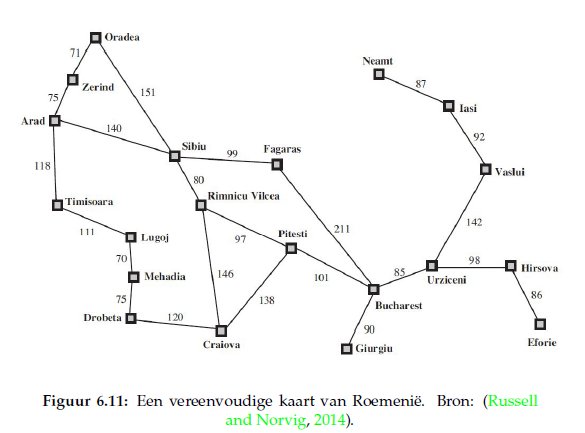 Oradea
Neamt
71
87
Zerind
Iasi
151
75
Arad
140
92
Sibiu
Fagaras
99
Vaslui
118
80
Timisoara
Rimnicu Vilcea
142
211
111
Lugoj
97
Pitesti
70
98
Hirsova
Mehadia
146
101
85
Urziceni
86
75
138
Bucharest
Drobeta
120
90
Craiova
Giurgiu
Eforie
Figuur 6.11: Een vereenvoudige kaart van Roemenië. Bron: (Russell
and Norvig, 2014).